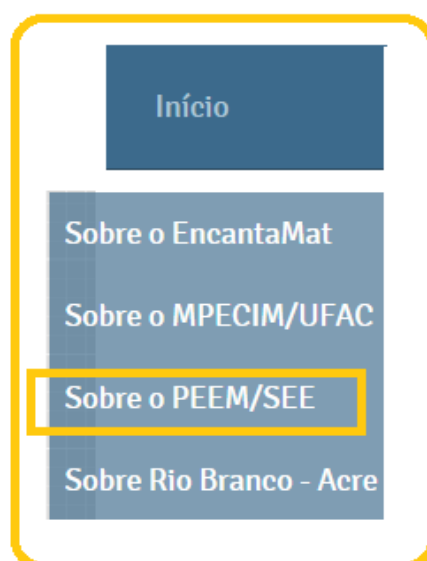 Início
Sobre o EncantaMat
Sobre o MPECIM/UFAC
Sobre o PEEM/SEE
Sobre Rio Branco - Acre